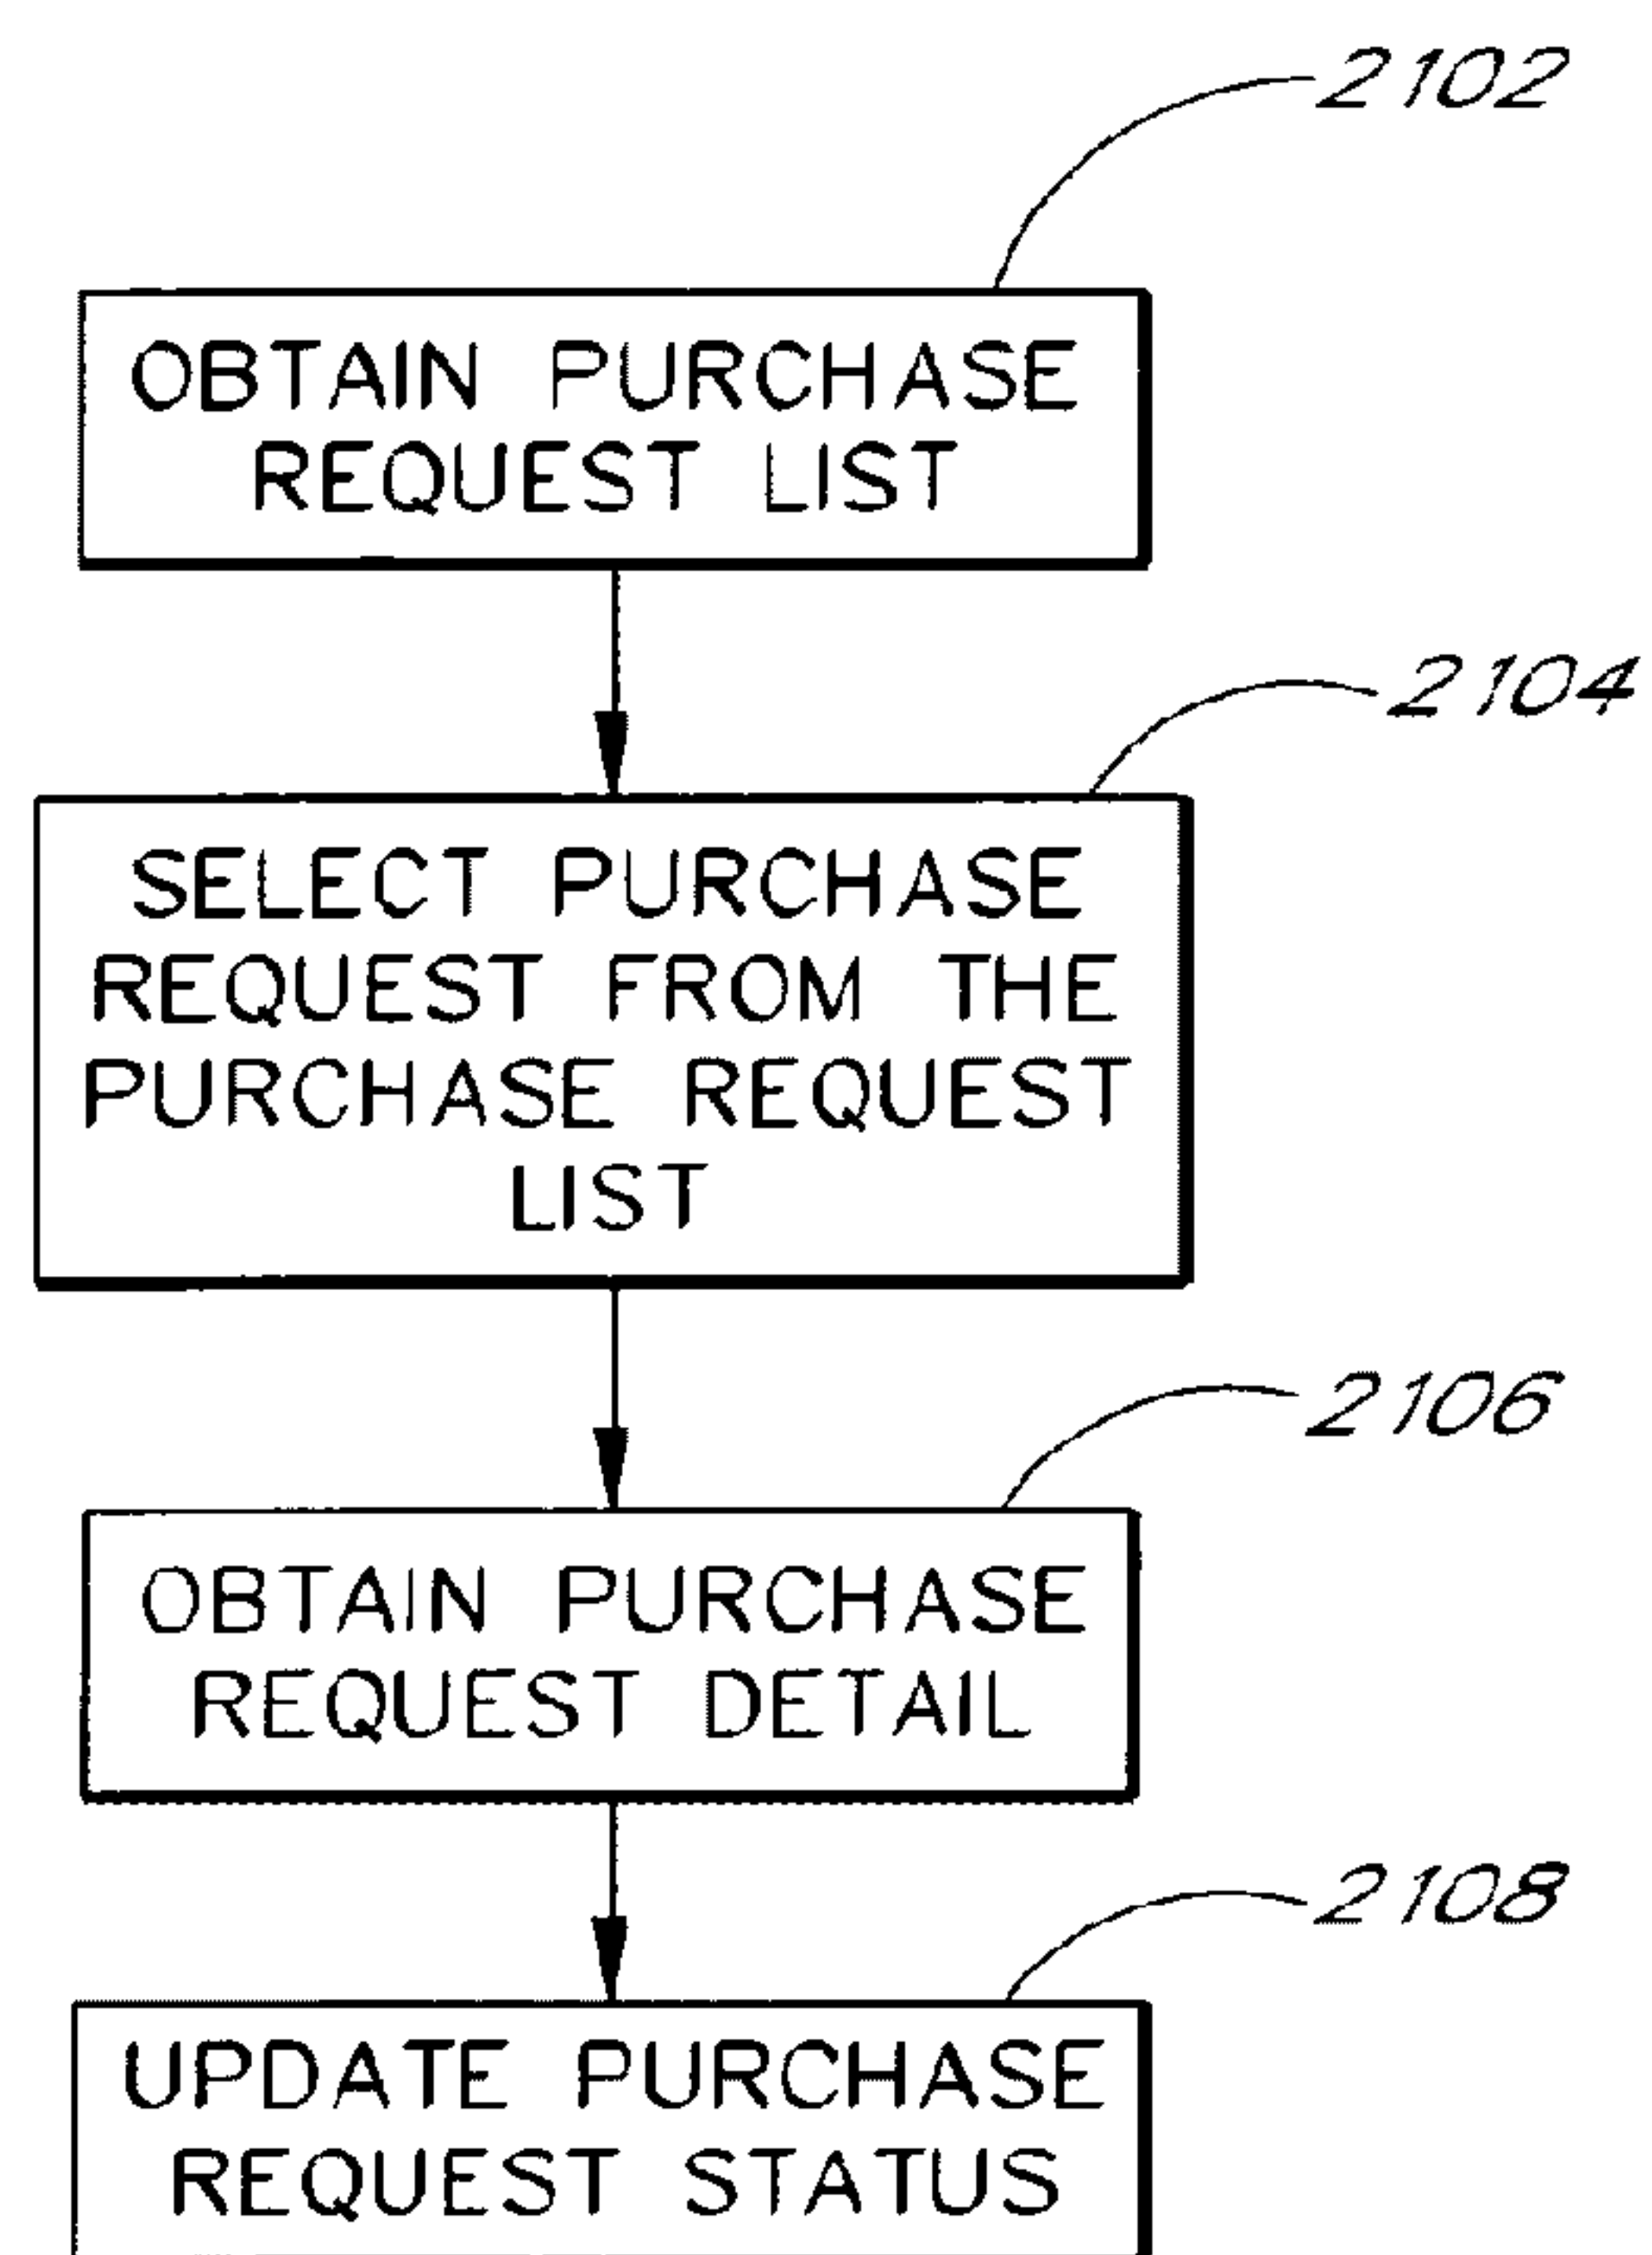 2102
OBTAIN PURCHASE
REQUEST LIST
2104
SELECT PURCHASE
REQUEST FROM THE
PURCHASE REQUEST
LIST
2106
OBTAIN PURCHASE
REQUEST DETAIL
2108
UPDATE PURCHASE
REQUEST STATUS